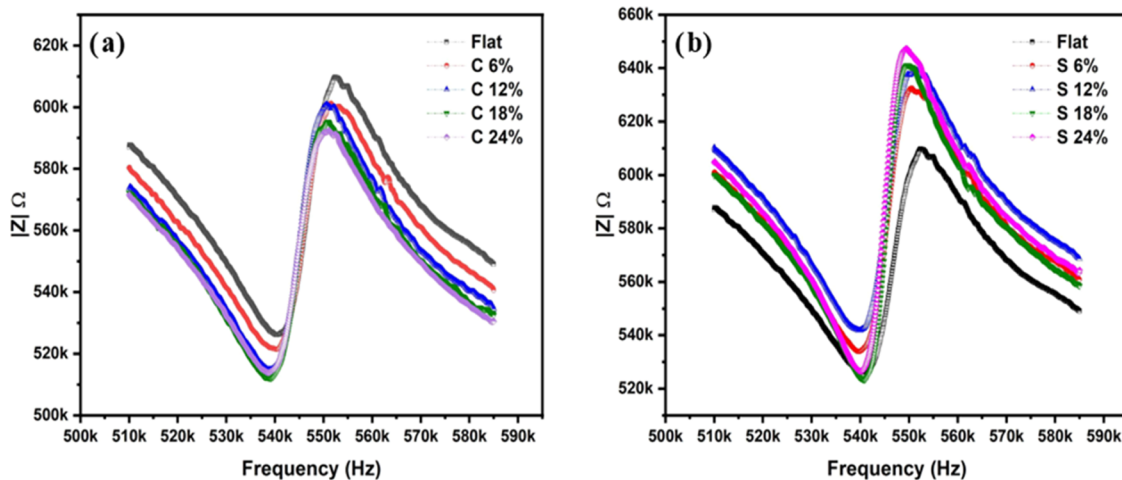 (a)
Flat
C 6%
C 12%
C 18%
C 24%
620k
600k
580k
560k
540k
520k
500k
|Z| Ω
500k 510k 520k 530k 540k 550k 560k 570k 580k 590k
Frequency (Hz)
(b)
Flat
S 6%
S 12%
S 18%
S 24%
660k
640k
620k
600k
580k
560k
540k
520k
|Z| Ω
500k 510k 520k 530k 540k 550k 560k 570k 580k 590k
Frequency (Hz)